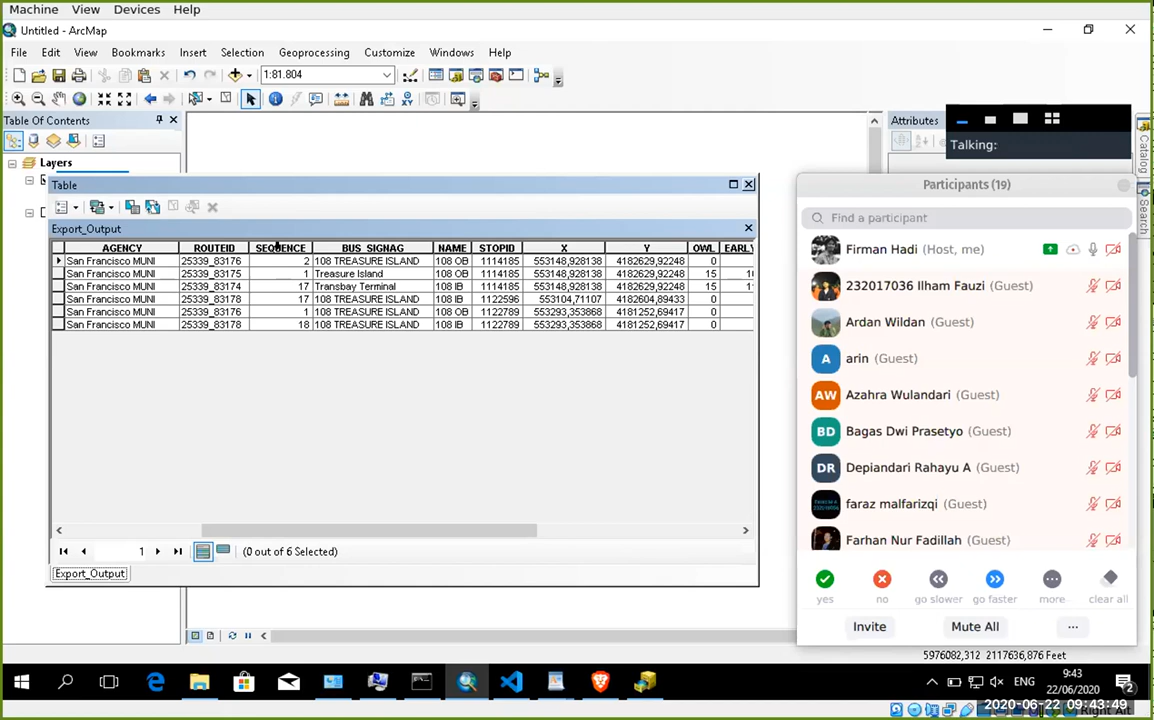 Machine View Devices Help
Untitled - ArcMap
File Edit View Bookmarks Insert Selection Geoprocessing Customize Windows Help
1:81.804
Table Of Contents
Attributes
Talking:
Catalog
Search
Layers
Table
Export_Output
AGENCY ROUTEID SEQUENCE BUS_SIGNAG NAME STOPID X Y OWL EARL
San Francisco MUNI 25339_83176 2 108 TREASURE ISLAND 108 OB 1114185 553148,928138 4182629,92248 0
San Francisco MUNI 25339_83175 1 Treasure Island 108 OB 1114185 553148,928138 4182629,92248 15
San Francisco MUNI 25339_83174 17 Transbay Terminal 108 IB 1114185 553148,928138 4182629,92248 15
San Francisco MUNI 25339_83178 17 108 TREASURE ISLAND 108 IB 1122596 553104,71107 4182604,89433 0
San Francisco MUNI 25339_83176 1 108 TREASURE ISLAND 108 OB 1122789 553293,353868 4181252,69417 0
San Francisco MUNI 25339_83178 18 108 TREASURE ISLAND 108 IB 1122789 553293,353868 4181252,69417 0
1 (0 out of 6 Selected)
Export_Output
Participants (19)
Find a participant
Firman Hadi (Host, me)
232017036 Ilham Fauzi (Guest)
Ardan Wildan (Guest)
A arin (Guest)
AW Azahra Wulandari (Guest)
BD Bagas Dwi Prasetyo (Guest)
DR Depiandari Rahayu A (Guest)
faraz malfarizqi (Guest)
Farhan Nur Fadillah (Guest)
yes no go slower go faster more clear all
Invite Mute All ...
5976082,312 2117636,876 Feet
ENG
9:43
22/06/2020
2
2020-06-22 09:43:49